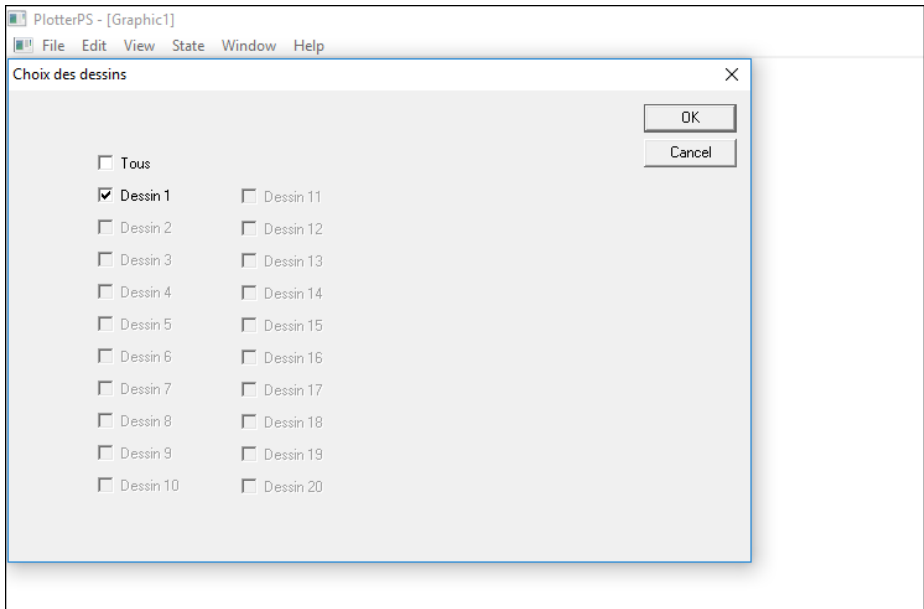 PlotterPS - [Graphic1]
File Edit View State Window Help
Choix des dessins
OK
Cancel
Tous
Dessin 1 Dessin 11
Dessin 2 Dessin 12
Dessin 3 Dessin 13
Dessin 4 Dessin 14
Dessin 5 Dessin 15
Dessin 6 Dessin 16
Dessin 7 Dessin 17
Dessin 8 Dessin 18
Dessin 9 Dessin 19
Dessin 10 Dessin 20